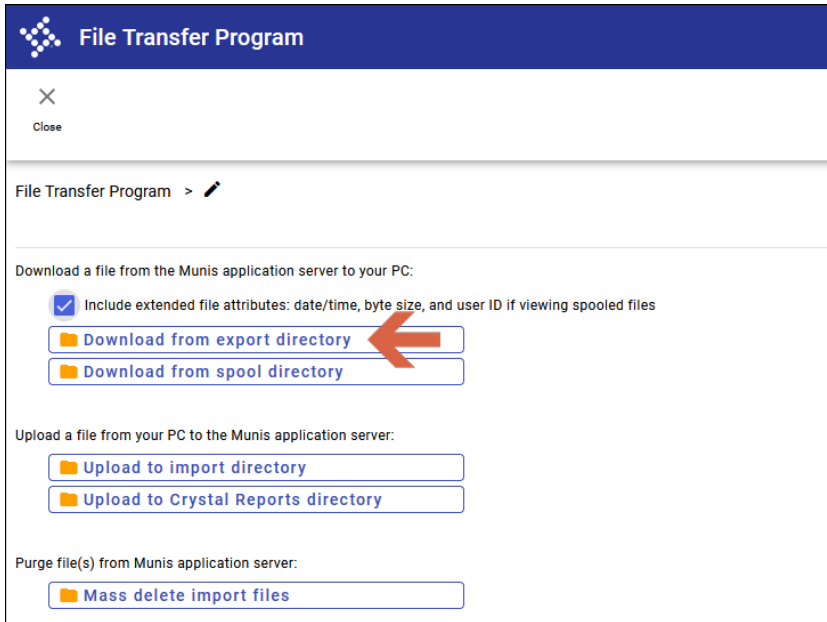 File Transfer Program
Close
File Transfer Program >
Download a file from the Munis application server to your PC:
Include extended file attributes: date/time, byte size, and user ID if viewing spooled files
Download from export directory
Download from spool directory
Upload a file from your PC to the Munis application server:
Upload to import directory
Upload to Crystal Reports directory
Purge file(s) from Munis application server:
Mass delete import files